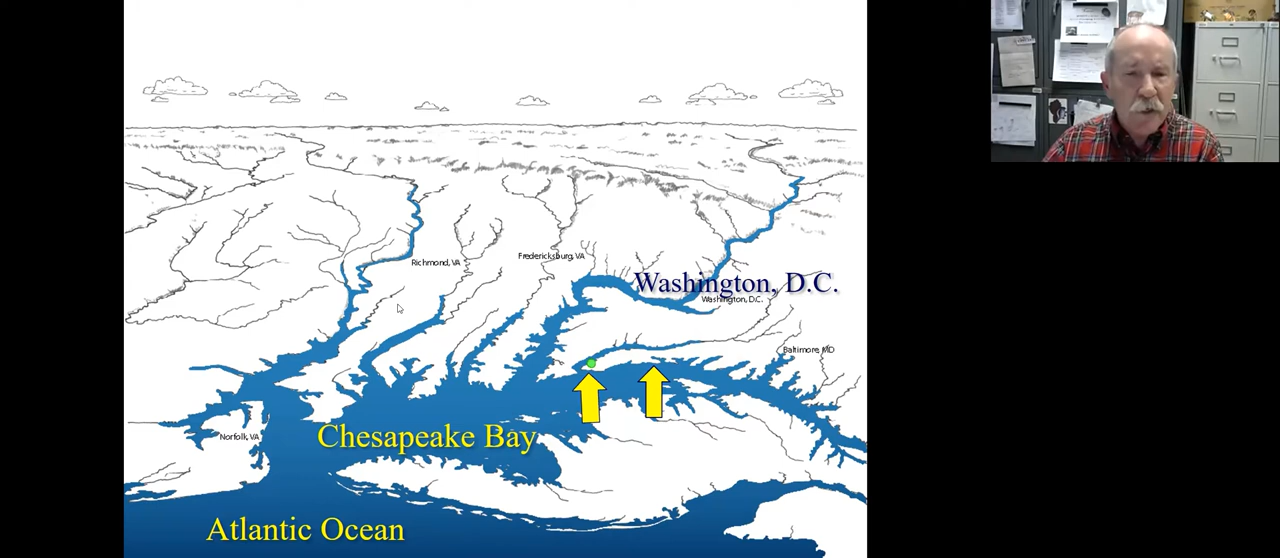 Richmond, VA
Fredericksburg, VA
Washington, D.C.
Washington, D.C.
Baltimore, MD
Norfolk, VA
Chesapeake Bay
Atlantic Ocean